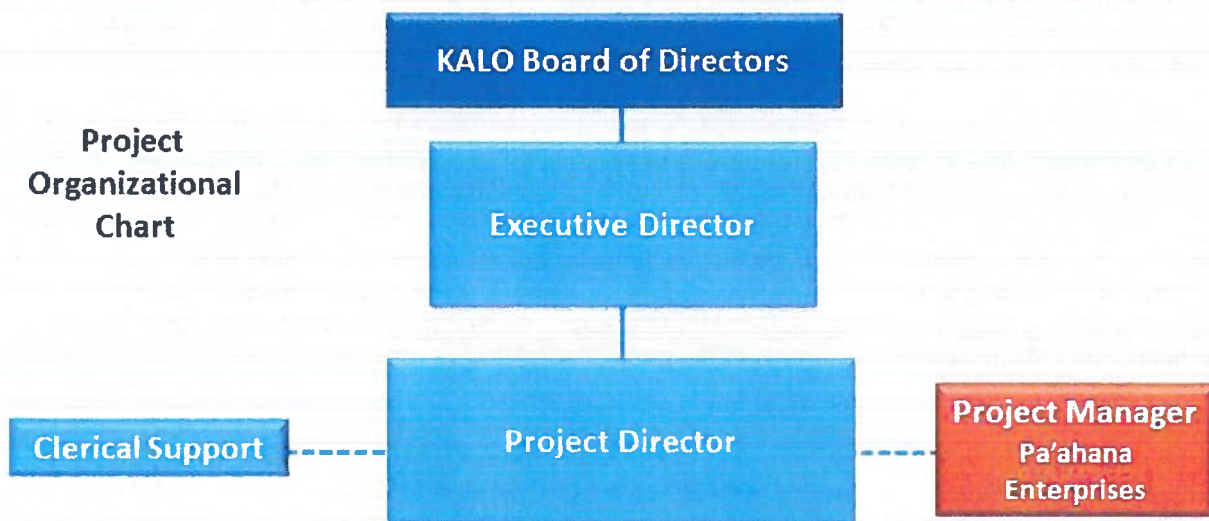 KALO Board of Directors
Project
Organizational
Chart
Executive Director
Clerical Support
Project Director
Project Manager
Pa'ahana
Enterprises